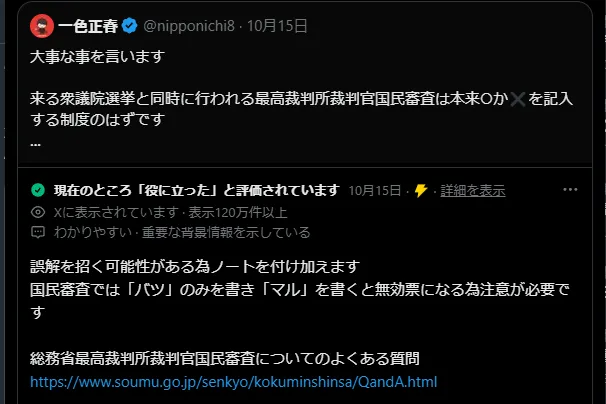 一色正春 @nipponichi8 · 10月15日
大事な事を言います
来る衆議院選挙と同時に行われる最高裁判所裁判官国民審査は本来○か✖を記入
する制度のはずです
...
現在のところ「役に立った」と評価されています 10月15日 · ⚡ · 詳細を表示
Xに表示されています · 表示120万件以上
わかりやすい · 重要な背景情報を示している
誤解を招く可能性がある為ノートを付け加えます
国民審査では「バツ」のみを書き「マル」を書くと無効票になる為注意が必要で
す
総務省最高裁判所裁判官国民審査についてのよくある質問
https://www.soumu.go.jp/senkyo/kokuminshinsa/QandA.html